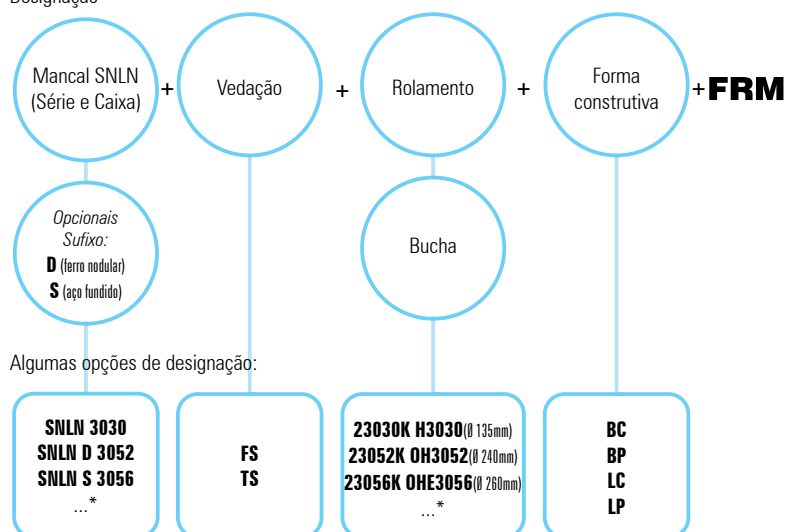 Designação
Mancal SNLN
(Série e Caixa)
+
Vedação
+
Rolamento
+
Forma
construtiva
+FRM
Opcionais
Sufixo:
D (ferro nodular)
S (aço fundido)
Bucha
Algumas opções de designação:
SNLN 3030
SNLN D 3052
SNLN S 3056
...*
FS
TS
23030K H3030(Ø 135mm)
23052K OH3052(Ø 240mm)
23056K OHE3056(Ø 260mm)
...*
BC
BP
LC
LP